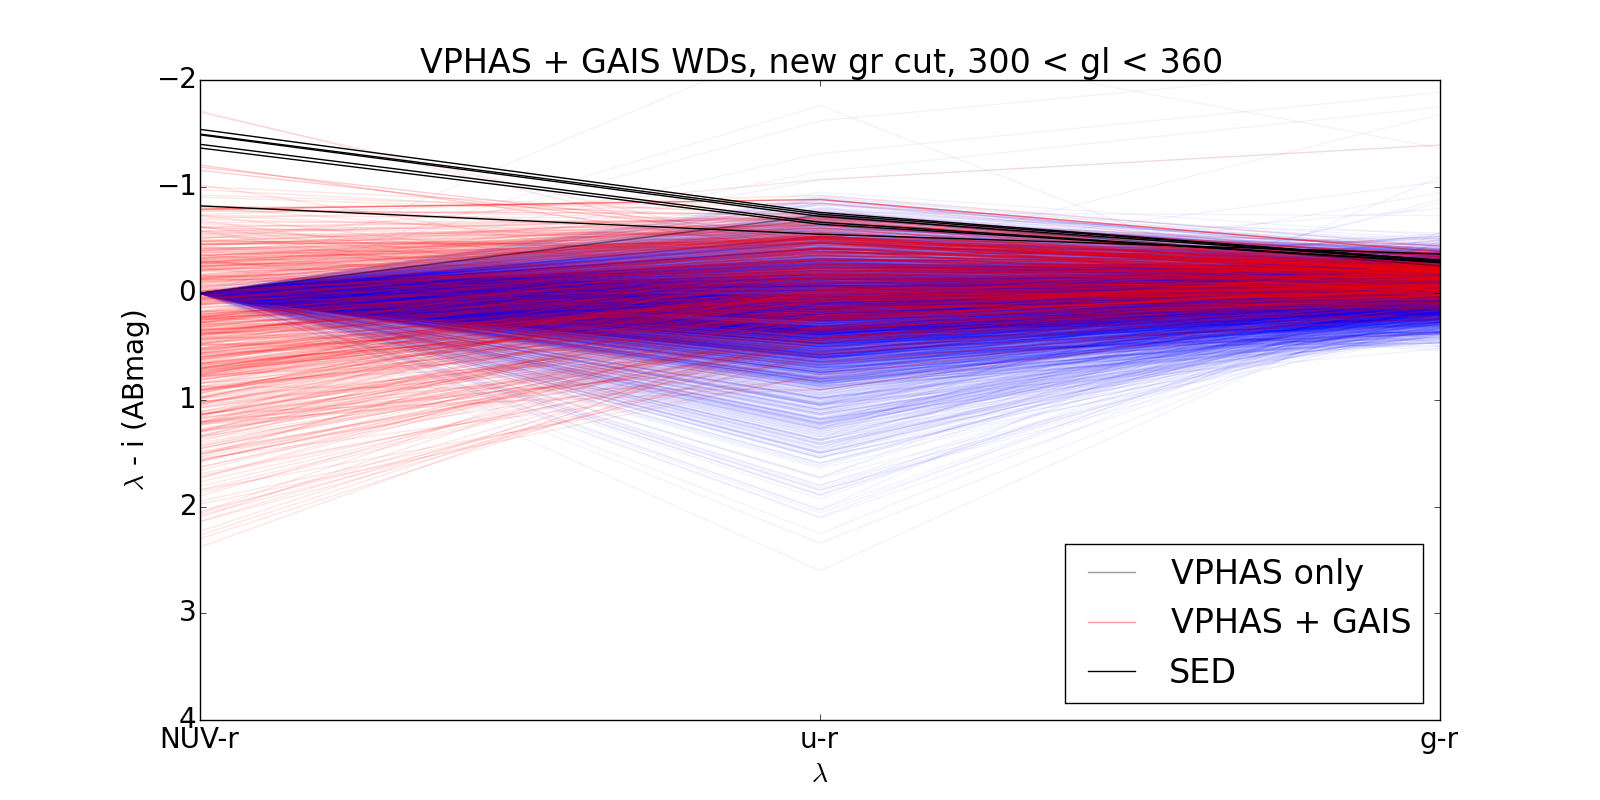 VPHAS + GAIS WDs, new gr cut, 300 < gl < 360
−2
−1
0
1
2
3
4
λ - i (ABmag)
NUV-r
u-r
g-r
λ
VPHAS only
VPHAS + GAIS
SED